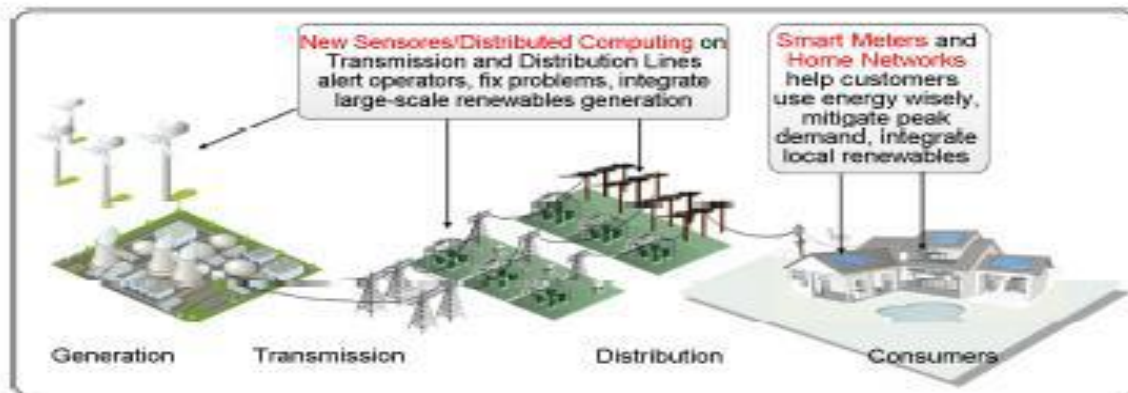 New Sensores/Distributed Computing on
Transmission and Distribution Lines
alert operators, fix problems, integrate
large-scale renewables generation
Smart Meters and
Home Networks
help customers
use energy wisely,
mitigate peak
demand, integrate
local renewables
Generation
Transmission
Distribution
Consumers